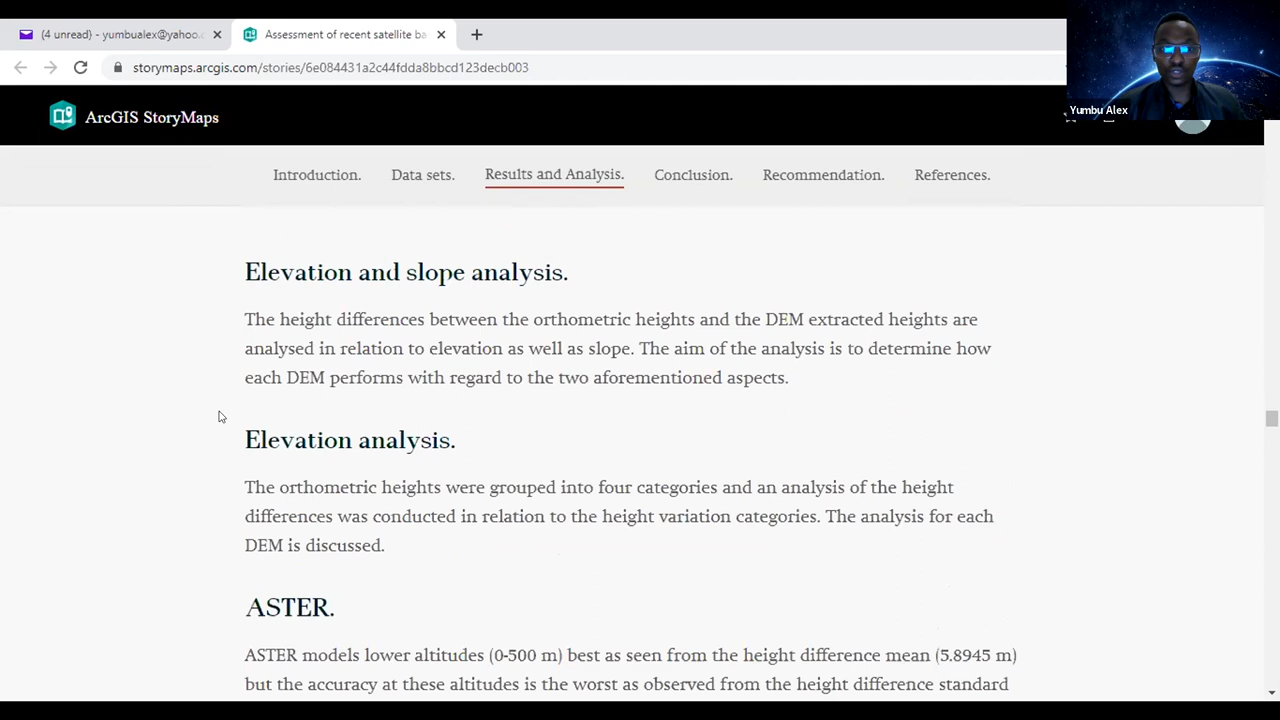 (4 unread) - yumbualex@yahoo.c
Assessment of recent satellite ba
storymaps.arcgis.com/stories/6e084431a2c44fdda8bbcd123decb003
Yumbu Alex
ArcGIS StoryMaps
Introduction. Data sets. Results and Analysis. Conclusion. Recommendation. References.
Elevation and slope analysis.
The height differences between the orthometric heights and the DEM extracted heights are
analysed in relation to elevation as well as slope. The aim of the analysis is to determine how
each DEM performs with regard to the two aforementioned aspects.
Elevation analysis.
The orthometric heights were grouped into four categories and an analysis of the height
differences was conducted in relation to the height variation categories. The analysis for each
DEM is discussed.
ASTER.
ASTER models lower altitudes (0-500 m) best as seen from the height difference mean (5.8945 m)
but the accuracy at these altitudes is the worst as observed from the height difference standard